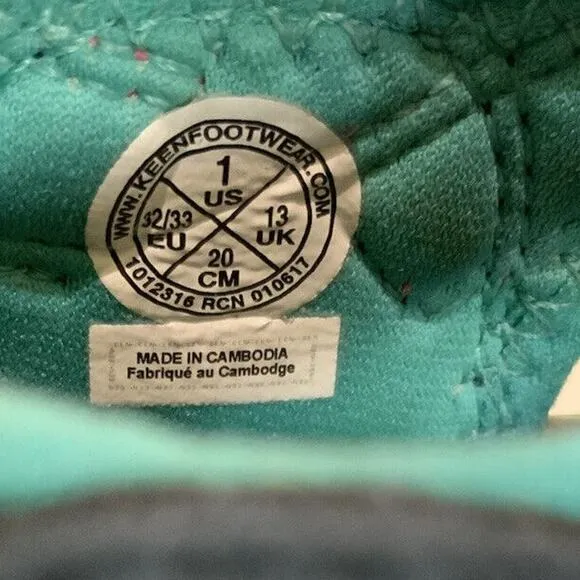 WWW.KEENFOOTWEAR.COM
1
US
32/33
EU
13
UK
20
CM
1012316 RCN 010617
MADE IN CAMBODIA
Fabriqué au Cambodge